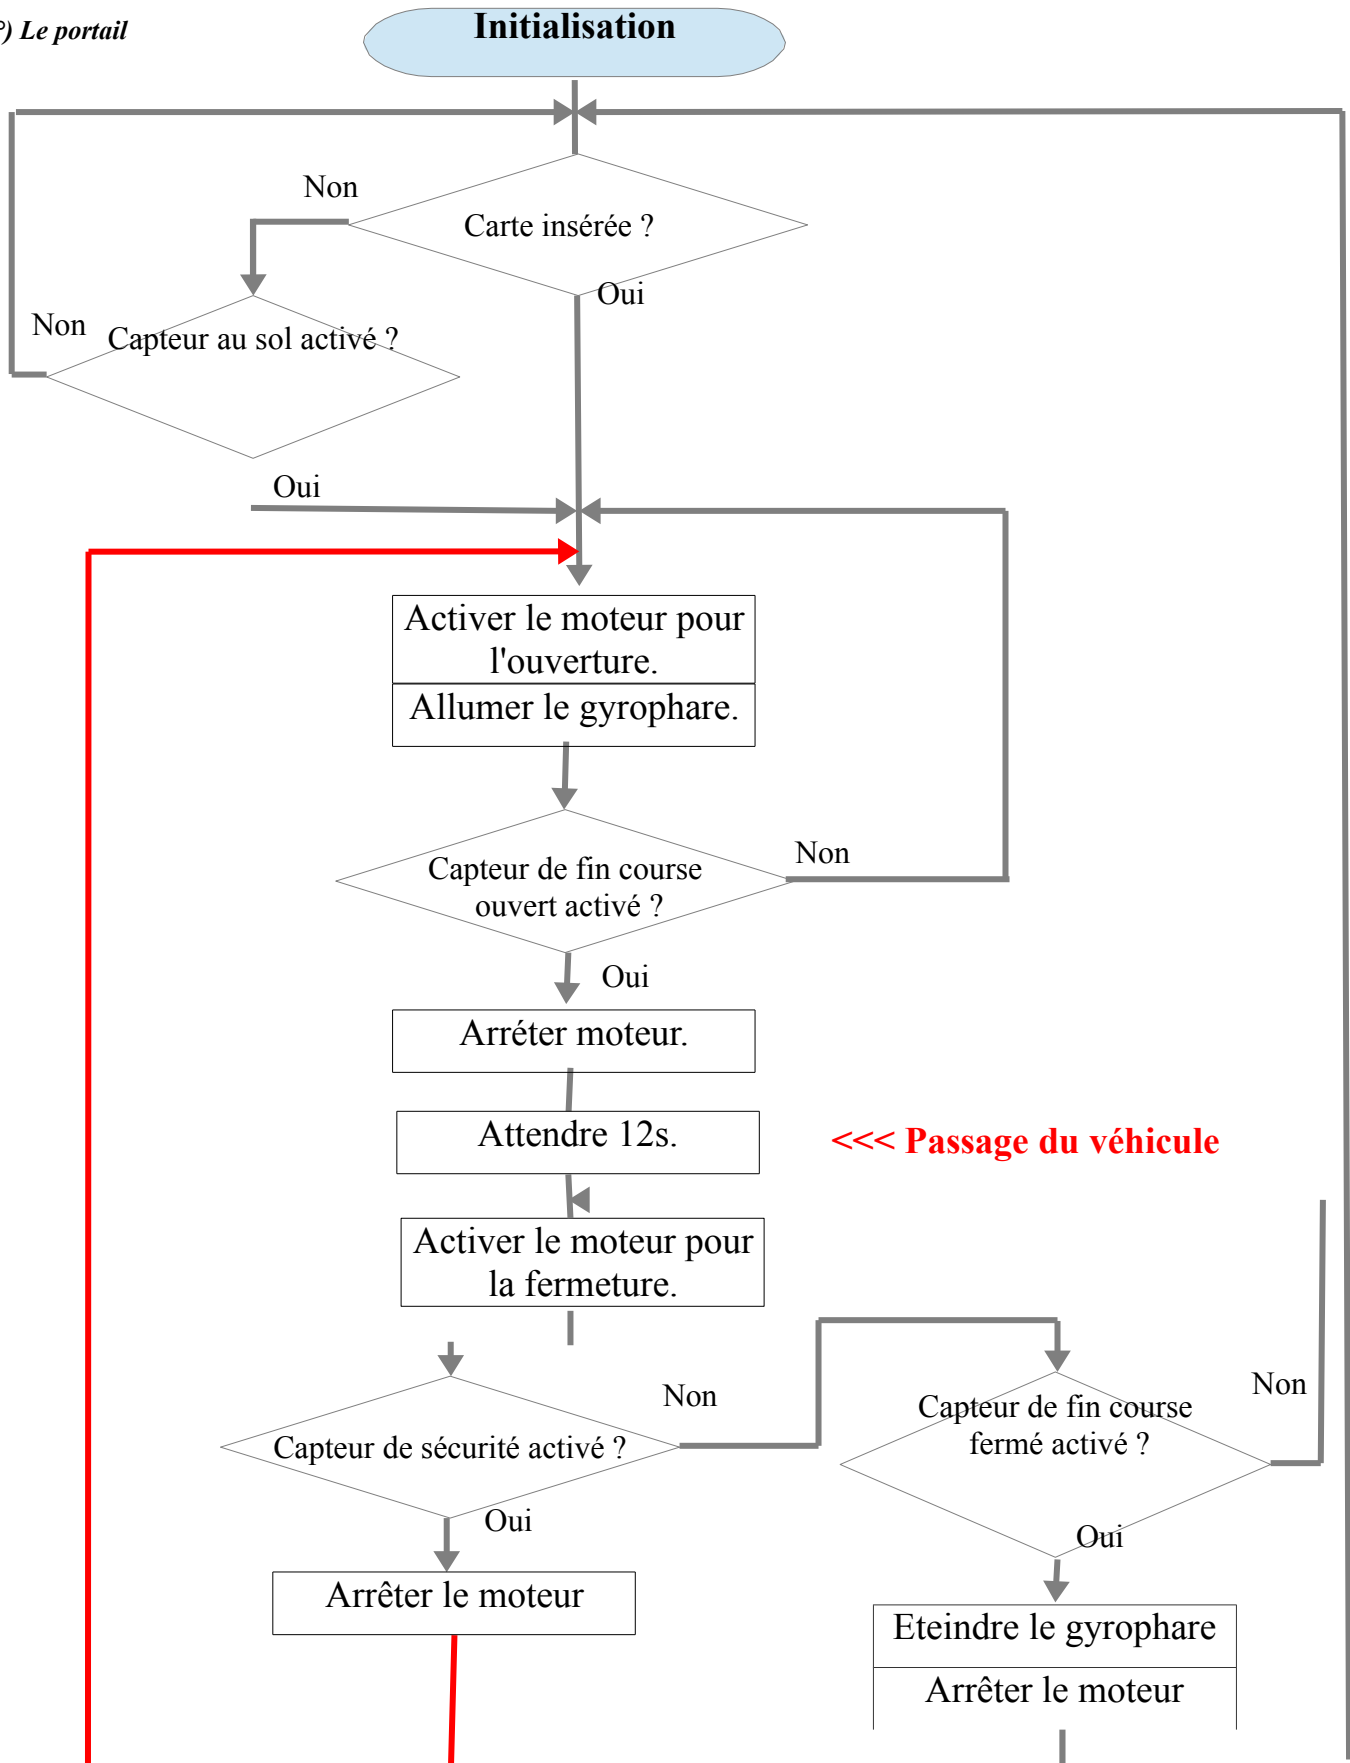 °) Le portail
Initialisation
Non
Carte insérée ?
Oui
Non
Capteur au sol activé ?
Oui
Activer le moteur pour
l'ouverture.
Allumer le gyrophare.
Non
Capteur de fin course
ouvert activé ?
Oui
Arréter moteur.
Attendre 12s.
<<< Passage du véhicule
Activer le moteur pour
la fermeture.
Non
Non
Capteur de fin course
fermé activé ?
Capteur de sécurité activé ?
Oui
Oui
Arrêter le moteur
Eteindre le gyrophare
Arrêter le moteur